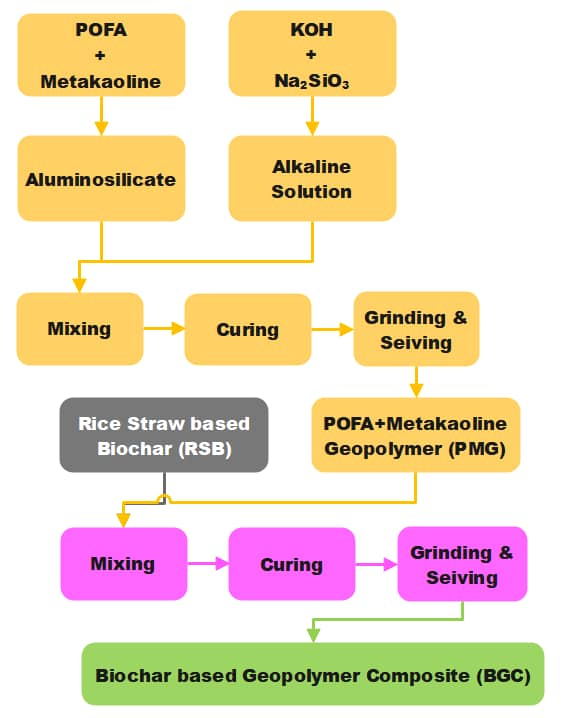 POFA
+
Metakaoline
KOH
+
Na₂SiO₃
Aluminosilicate
Alkaline
Solution
Mixing
Curing
Grinding &
Seiving
Rice Straw based
Biochar (RSB)
POFA+Metakaoline
Geopolymer (PMG)
Mixing
Curing
Grinding &
Seiving
Biochar based Geopolymer Composite (BGC)